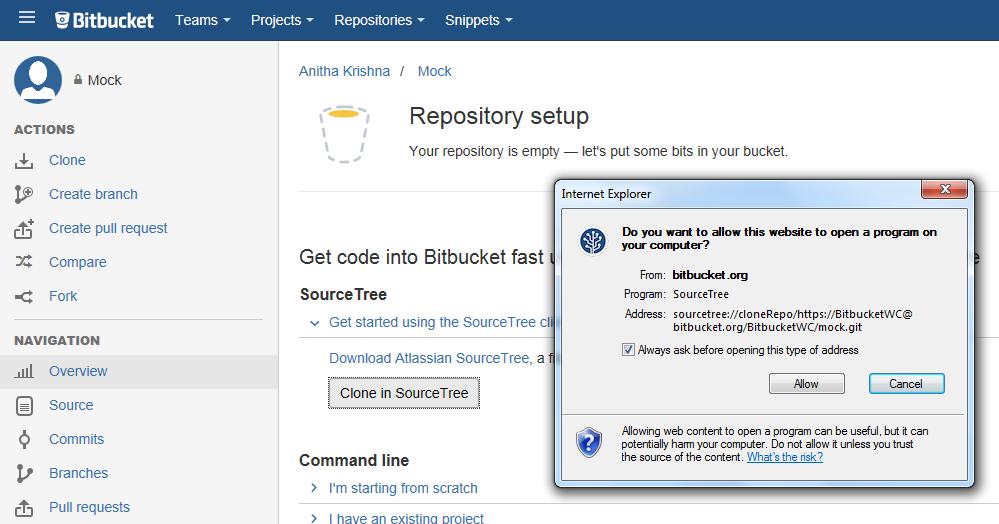 Bitbucket Teams Projects Repositories Snippets
Mock
ACTIONS
Clone
Create branch
Create pull request
Compare
Fork
NAVIGATION
Overview
Source
Commits
Branches
Pull requests
Anitha Krishna / Mock
Repository setup
Your repository is empty — let's put some bits in your bucket.
Get code into Bitbucket fast
SourceTree
Get started using the SourceTree
Download Atlassian SourceTree, a
Clone in SourceTree
Command line
I'm starting from scratch
I have an existing project
Internet Explorer
Do you want to allow this website to open a program on
your computer?
From: bitbucket.org
Program: SourceTree
Address: sourcetree://cloneRepo/https://BitbucketWC@
bitbucket.org/BitbucketWC/mock.git
Always ask before opening this type of address
Allow Cancel
Allowing web content to open a program can be useful, but it can
potentially harm your computer. Do not allow it unless you trust
the source of the content. What's the risk?